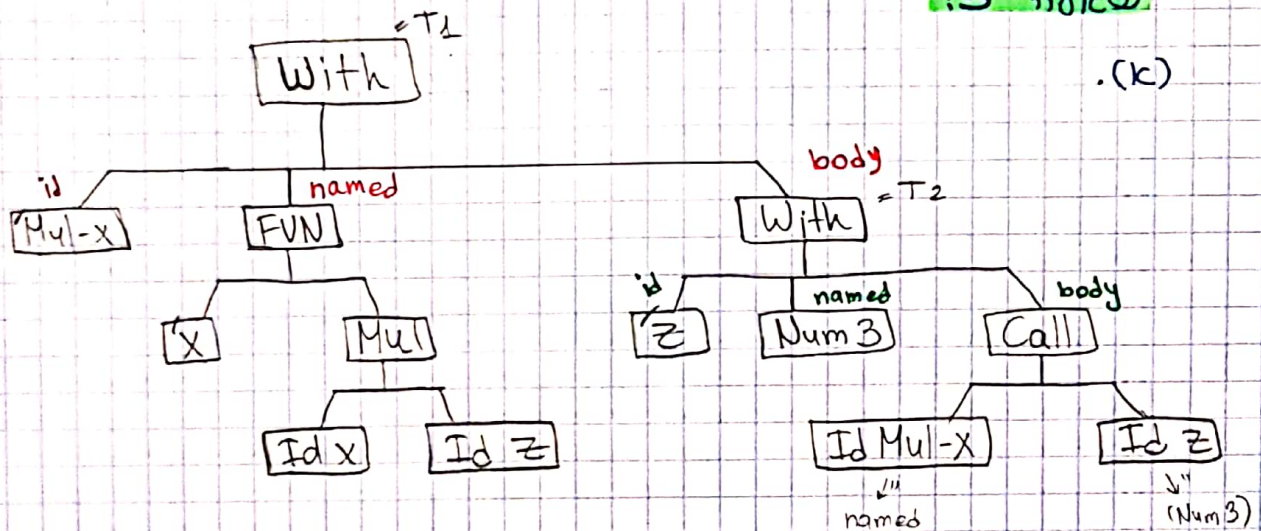 = T1
With
.(k)
id
named
body
'Mul-x
FUN
With
= T2
id
named
body
'x
Mul
'z
Num 3
Call
Id x
Id z
Id Mul-x
Id z
named
(Num 3)